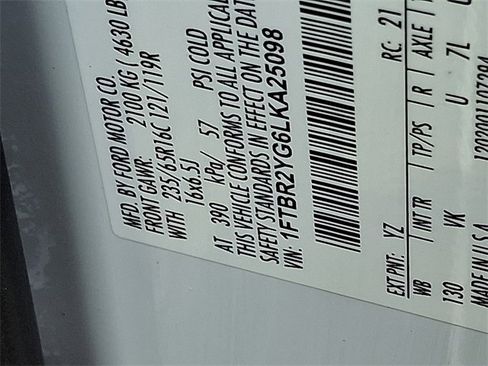 MFD. BY FORD MOTOR CO.
FRONT GAWR: 2100 KG ( 4630 LB
WITH 235/65R16C 121/119R
16x6.5J
AT 390 kPa/ 57 PSI COLD
THIS VEHICLE CONFORMS TO ALL APPLICA
SAFETY STANDARDS IN EFFECT ON THE DAT
VIN: 1FTBR2YG6LKA25098
EXT PNT: YZ RC: 21
WB INT TR TP/PS R AXLE
130 VK U 7L
MADE IN U.S.A.